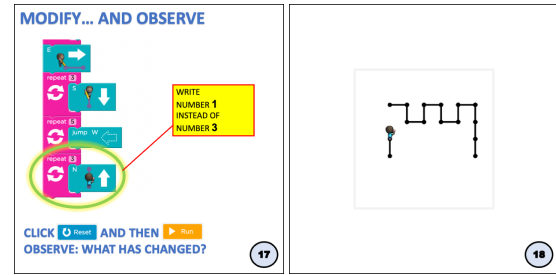 MODIFY... AND OBSERVE
E
repeat 3
S
repeat 5
jump W
repeat 3
N
WRITE
NUMBER 1
INSTEAD OF
NUMBER 3
CLICK Reset AND THEN Run
OBSERVE: WHAT HAS CHANGED?
17
18